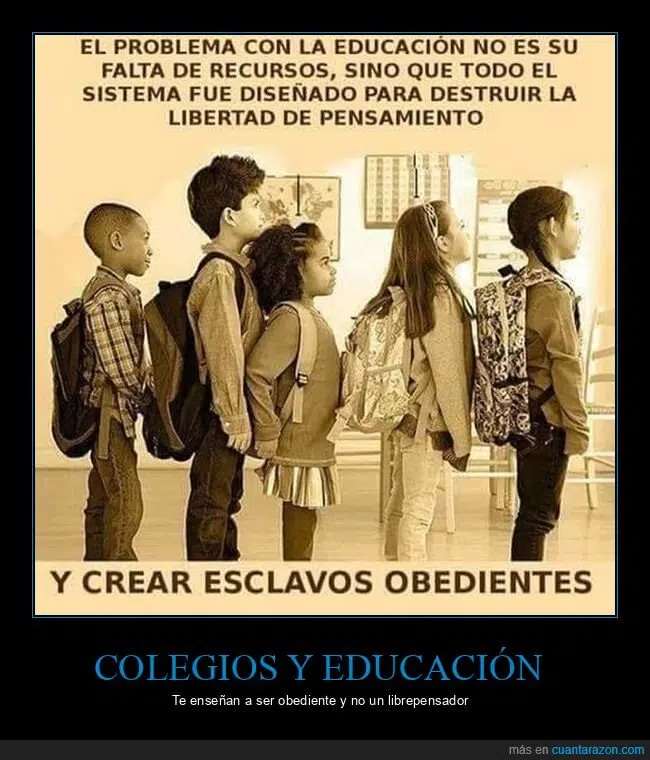 EL PROBLEMA CON LA EDUCACIÓN NO ES SU
FALTA DE RECURSOS, SINO QUE TODO EL
SISTEMA FUE DISEÑADO PARA DESTRUIR LA
LIBERTAD DE PENSAMIENTO
Y CREAR ESCLAVOS OBEDIENTES
COLEGIOS Y EDUCACIÓN
Te enseñan a ser obediente y no un librepensador
más en cuantarazon.com